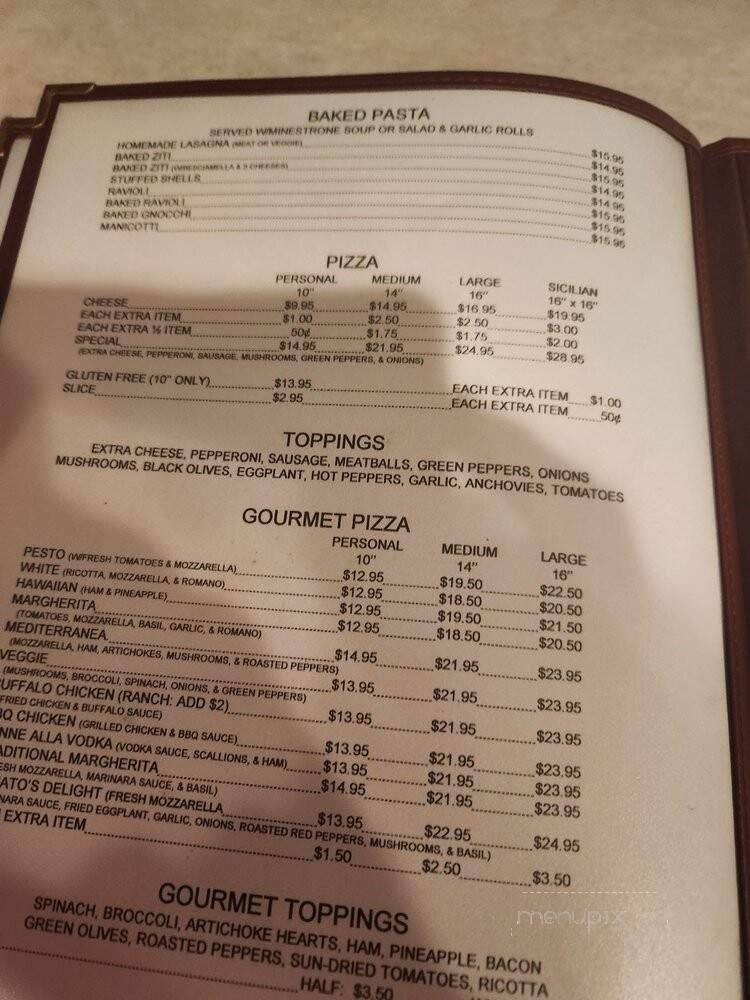 BAKED PASTA
SERVED W/MINESTRONE SOUP OR SALAD & GARLIC ROLLS
HOMEMADE LASAGNA (MEAT OR VEGGIE) $15.95
BAKED ZITI $14.95
BAKED ZITI (W/BESCHAMELLA & 3 CHEESES) $15.95
STUFFED SHELLS $14.95
RAVIOLI $14.95
BAKED RAVIOLI $15.95
BAKED GNOCCHI $15.95
MANICOTTI $15.95
PIZZA
PERSONAL MEDIUM LARGE SICILIAN
10" 14" 16" 16" x 16"
CHEESE $9.95 $14.95 $16.95 $19.95
EACH EXTRA ITEM $1.00 $2.50 $2.50 $3.00
EACH EXTRA ½ ITEM 50¢ $1.75 $1.75 $2.00
SPECIAL $14.95 $21.95 $24.95 $28.95
(EXTRA CHEESE, PEPPERONI, SAUSAGE, MUSHROOMS, GREEN PEPPERS, & ONIONS)
GLUTEN FREE (10" ONLY) $13.95 EACH EXTRA ITEM $1.00
SLICE $2.95 EACH EXTRA ITEM 50¢
TOPPINGS
EXTRA CHEESE, PEPPERONI, SAUSAGE, MEATBALLS, GREEN PEPPERS, ONIONS
MUSHROOMS, BLACK OLIVES, EGGPLANT, HOT PEPPERS, GARLIC, ANCHOVIES, TOMATOES
GOURMET PIZZA
PERSONAL MEDIUM LARGE
10" 14" 16"
PESTO (W/FRESH TOMATOES & MOZZARELLA) $12.95 $19.50 $22.50
WHITE (RICOTTA, MOZZARELLA, & ROMANO) $12.95 $18.50 $20.50
HAWAIIAN (HAM & PINEAPPLE) $12.95 $19.50 $21.50
MARGHERITA $12.95 $18.50 $20.50
(TOMATOES, MOZZARELLA, BASIL, GARLIC, & ROMANO)
MEDITERRANEA $14.95 $21.95 $23.95
(MOZZARELLA, HAM, ARTICHOKES, MUSHROOMS, & ROASTED PEPPERS)
VEGGIE $13.95 $21.95 $23.95
(MUSHROOMS, BROCCOLI, SPINACH, ONIONS, & GREEN PEPPERS)
UFFALO CHICKEN (RANCH: ADD $2) $13.95 $21.95 $23.95
FRIED CHICKEN & BUFFALO SAUCE)
BQ CHICKEN (GRILLED CHICKEN & BBQ SAUCE) $13.95 $21.95 $23.95
NNE ALLA VODKA (VODKA SAUCE, SCALLIONS, & HAM) $13.95 $21.95 $23.95
ADITIONAL MARGHERITA $14.95 $21.95 $23.95
ESH MOZZARELLA, MARINARA SAUCE, & BASIL)
ATO'S DELIGHT (FRESH MOZZARELLA $13.95 $22.95 $24.95
NARA SAUCE, FRIED EGGPLANT, GARLIC, ONIONS, ROASTED RED PEPPERS, MUSHROOMS, & BASIL)
EXTRA ITEM $1.50 $2.50 $3.50
GOURMET TOPPINGS
SPINACH, BROCCOLI, ARTICHOKE HEARTS, HAM, PINEAPPLE, BACON
GREEN OLIVES, ROASTED PEPPERS, SUN-DRIED TOMATOES, RICOTTA
HALF: $3.50
menupix